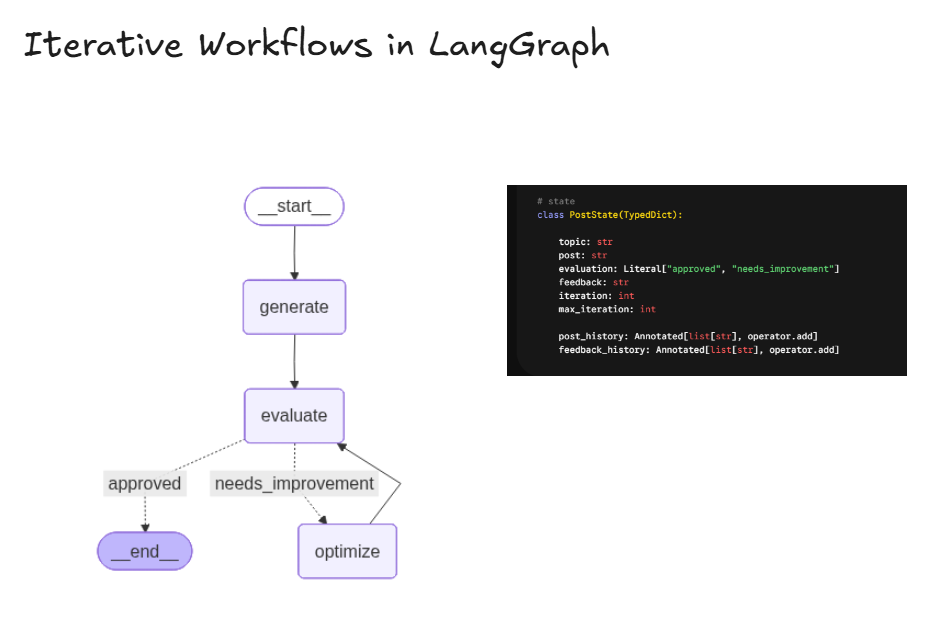 Iterative Workflows in LangGraph
__start__
generate
evaluate
approved
needs_improvement
__end__
optimize
# state
class PostState(TypedDict):
topic: str
post: str
evaluation: Literal["approved", "needs_improvement"]
feedback: str
iteration: int
max_iteration: int
post_history: Annotated[list[str], operator.add]
feedback_history: Annotated[list[str], operator.add]